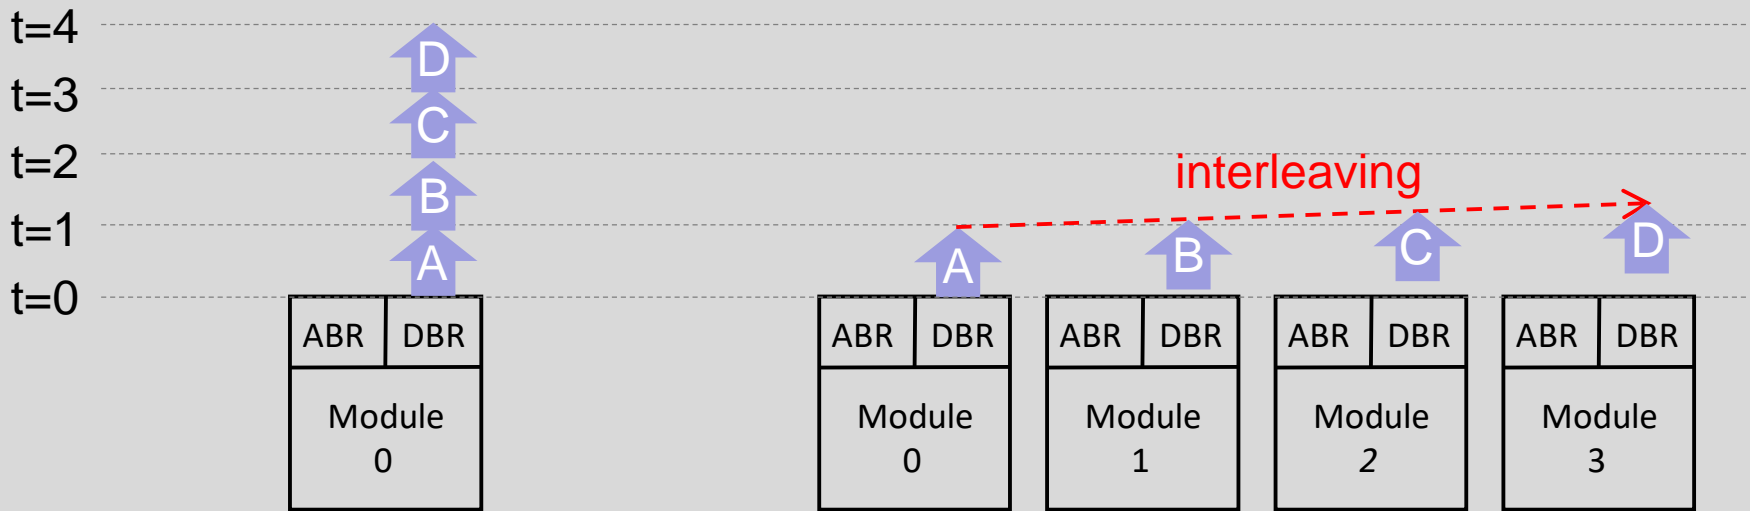 t=4
D
t=3
C
t=2
interleaving
B
t=1
A
A
B
C
D
t=0
ABR DBR
ABR DBR
ABR DBR
ABR DBR
ABR DBR
Module
0
Module
0
Module
1
Module
2
Module
3